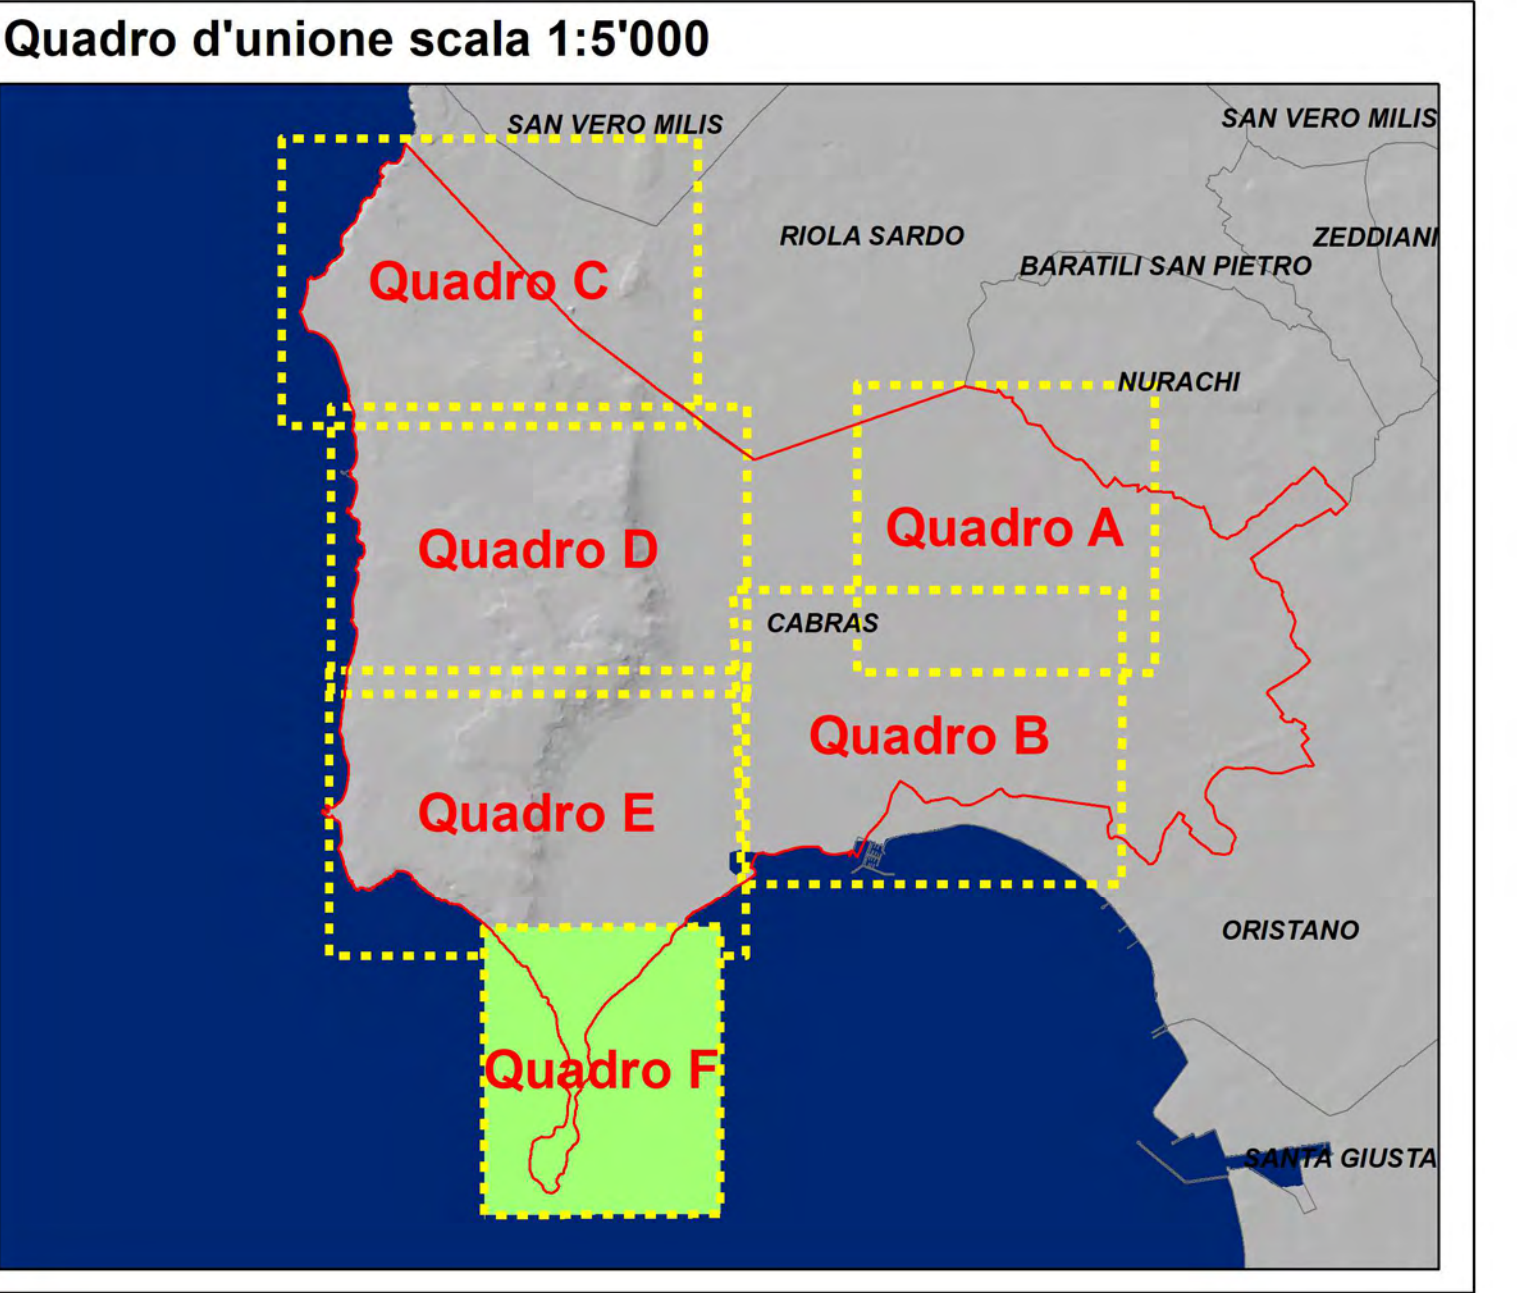 Quadro d'unione scala 1:5'000
SAN VERO MILIS
SAN VERO MILIS
RIOLA SARDO
ZEDDIANI
BARATILI SAN PIETRO
Quadro C
NURACHI
Quadro A
Quadro D
CABRAS
Quadro B
Quadro E
ORISTANO
Quadro F
SANTA GIUSTA